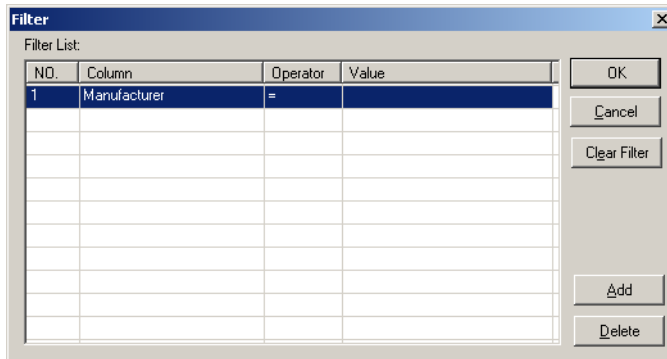 Filter
Filter List:
NO. Column Operator Value
1 Manufacturer =
OK
Cancel
Clear Filter
Add
Delete